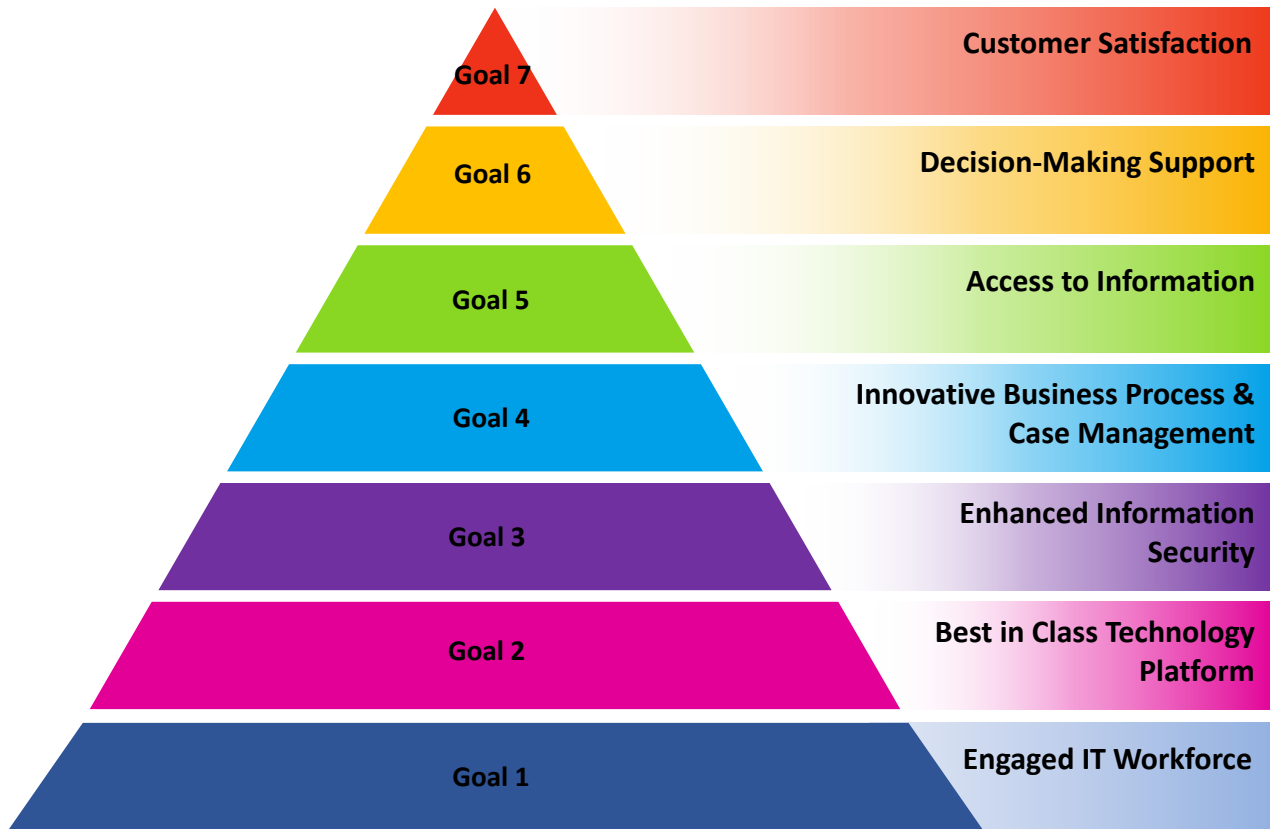 Goal 7
Customer Satisfaction
Goal 6
Decision-Making Support
Goal 5
Access to Information
Goal 4
Innovative Business Process &
Case Management
Goal 3
Enhanced Information
Security
Goal 2
Best in Class Technology
Platform
Goal 1
Engaged IT Workforce